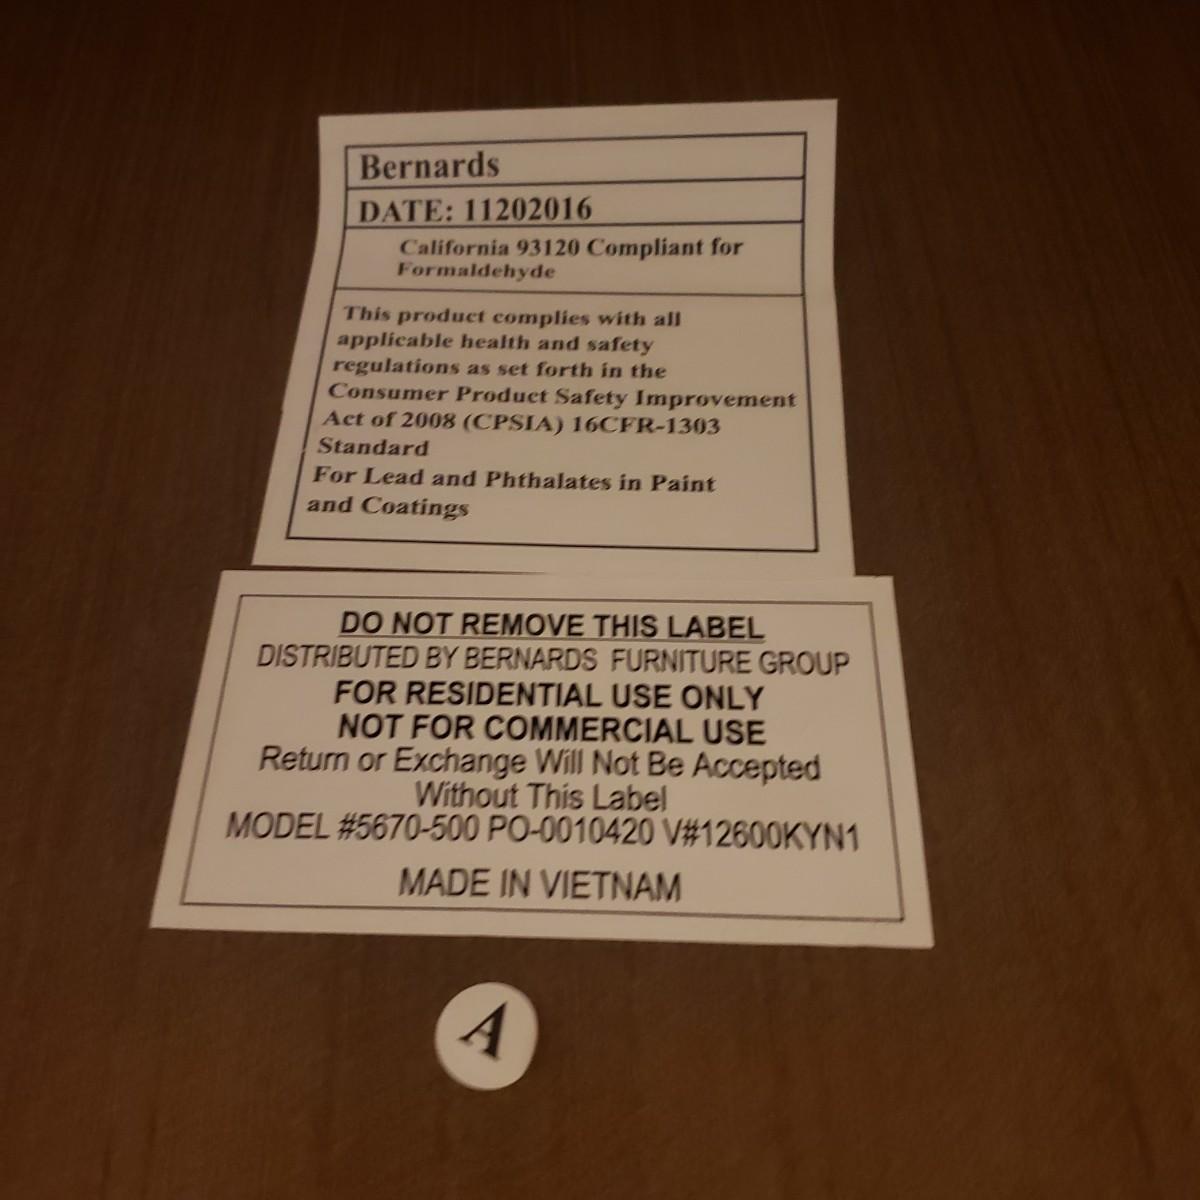 Bernards
DATE: 11202016
California 93120 Compliant for
Formaldehyde
This product complies with all
applicable health and safety
regulations as set forth in the
Consumer Product Safety Improvement
Act of 2008 (CPSIA) 16CFR-1303
Standard
For Lead and Phthalates in Paint
and Coatings
DO NOT REMOVE THIS LABEL
DISTRIBUTED BY BERNARDS FURNITURE GROUP
FOR RESIDENTIAL USE ONLY
NOT FOR COMMERCIAL USE
Return or Exchange Will Not Be Accepted
Without This Label
MODEL #5670-500 PO-0010420 V#12600KYN1
MADE IN VIETNAM
A